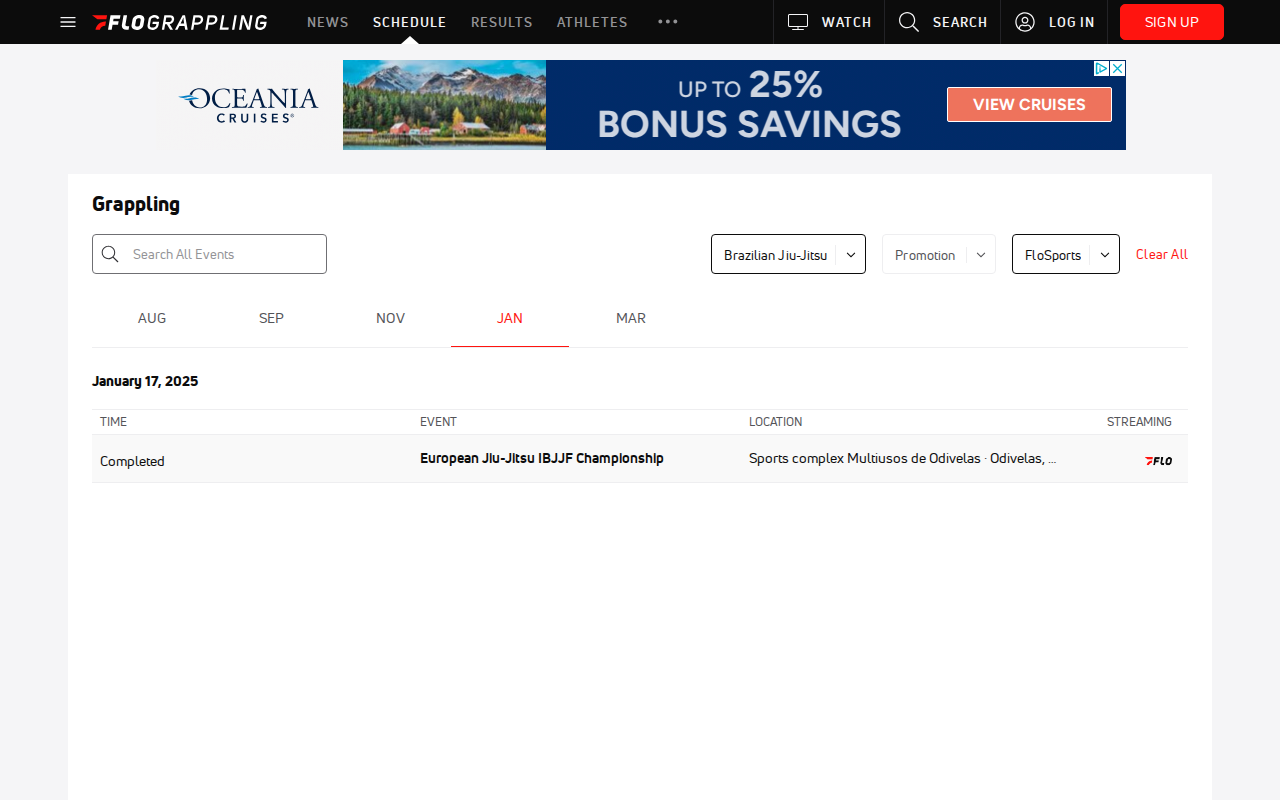 FLOGRAPPLING NEWS SCHEDULE RESULTS ATHLETES WATCH SEARCH LOG IN SIGN UP
OCEANIA
CRUISES®
UP TO 25%
BONUS SAVINGS
VIEW CRUISES
Grappling
Search All Events Brazilian Jiu-Jitsu Promotion FloSports Clear All
AUG SEP NOV JAN MAR
January 17, 2025
TIME EVENT LOCATION STREAMING
Completed European Jiu-Jitsu IBJJF Championship Sports complex Multiusos de Odivelas · Odivelas, ... FLO